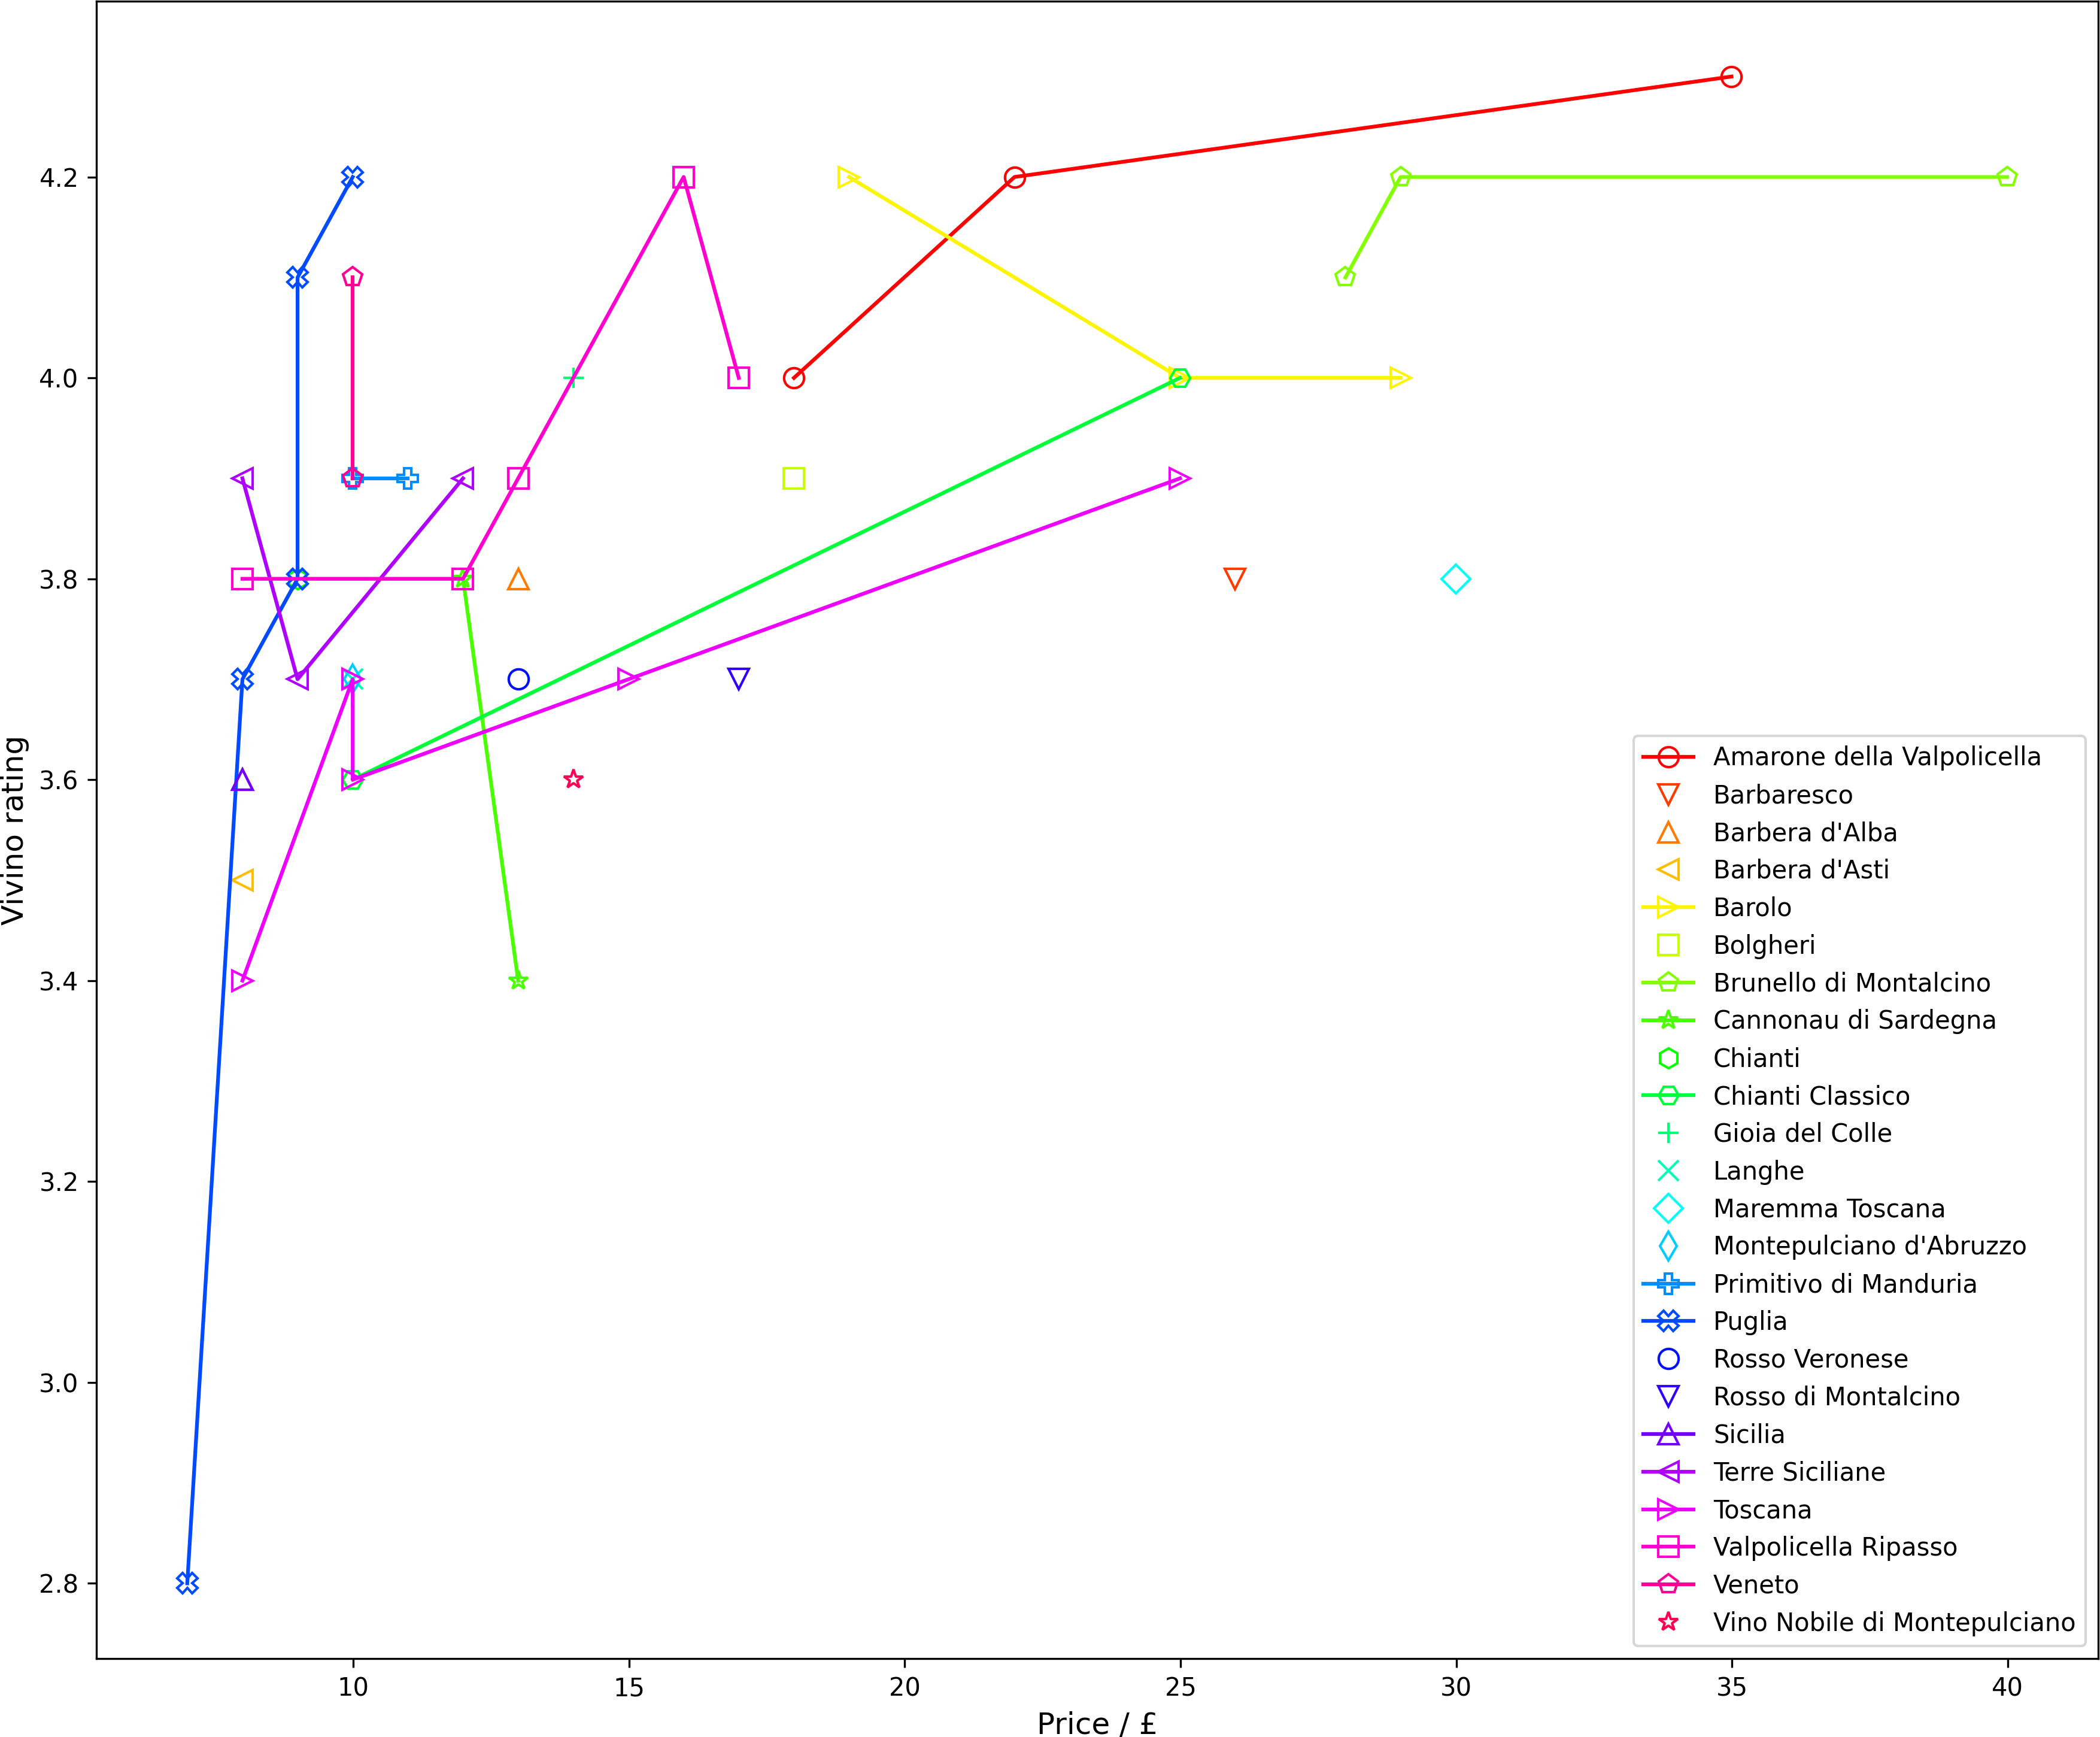 4.2
4.0
3.8
3.6
3.4
3.2
3.0
2.8
Vivino rating
10
15
20
25
30
35
40
Price / £
Amarone della Valpolicella
Barbaresco
Barbera d'Alba
Barbera d'Asti
Barolo
Bolgheri
Brunello di Montalcino
Cannonau di Sardegna
Chianti
Chianti Classico
Gioia del Colle
Langhe
Maremma Toscana
Montepulciano d'Abruzzo
Primitivo di Manduria
Puglia
Rosso Veronese
Rosso di Montalcino
Sicilia
Terre Siciliane
Toscana
Valpolicella Ripasso
Veneto
Vino Nobile di Montepulciano